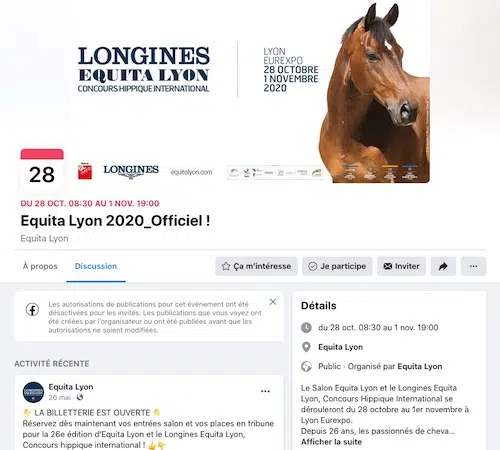 LONGINES
EQUITA LYON
CONCOURS HIPPIQUE INTERNATIONAL
LYON
EUREXPO
28 OCTOBRE
1 NOVEMBRE
2020
28
LONGINES
equitalyon.com
DU 28 OCT. 08:30 AU 1 NOV. 19:00
Equita Lyon 2020_Officiel !
Equita Lyon
À propos
Discussion
Ça m'intéresse
Je participe
Inviter
Les autorisations de publications pour cet évènement ont été
désactivées pour les invités. Les publications que vous voyez ont
été créées par l'organisateur ou ont été publiées avant que les
autorisations ne soient modifiées.
ACTIVITÉ RÉCENTE
Equita Lyon
26 mai ·
👇 LA BILLETTERIE EST OUVERTE 👇
Réservez dès maintenant vos entrées salon et vos places en tribune
pour la 26e édition d'Equita Lyon et le Longines Equita Lyon,
Concours hippique international ! 👍👇
Détails
du 28 oct. 08:30 au 1 nov. 19:00
Equita Lyon
Public · Organisé par Equita Lyon
Le Salon Equita Lyon et le Longines Equita
Lyon, Concours Hippique International se
dérouleront du 28 octobre au 1er novembre à
Lyon Eurexpo.
Depuis 26 ans, les passionnés de cheva...
Afficher la suite